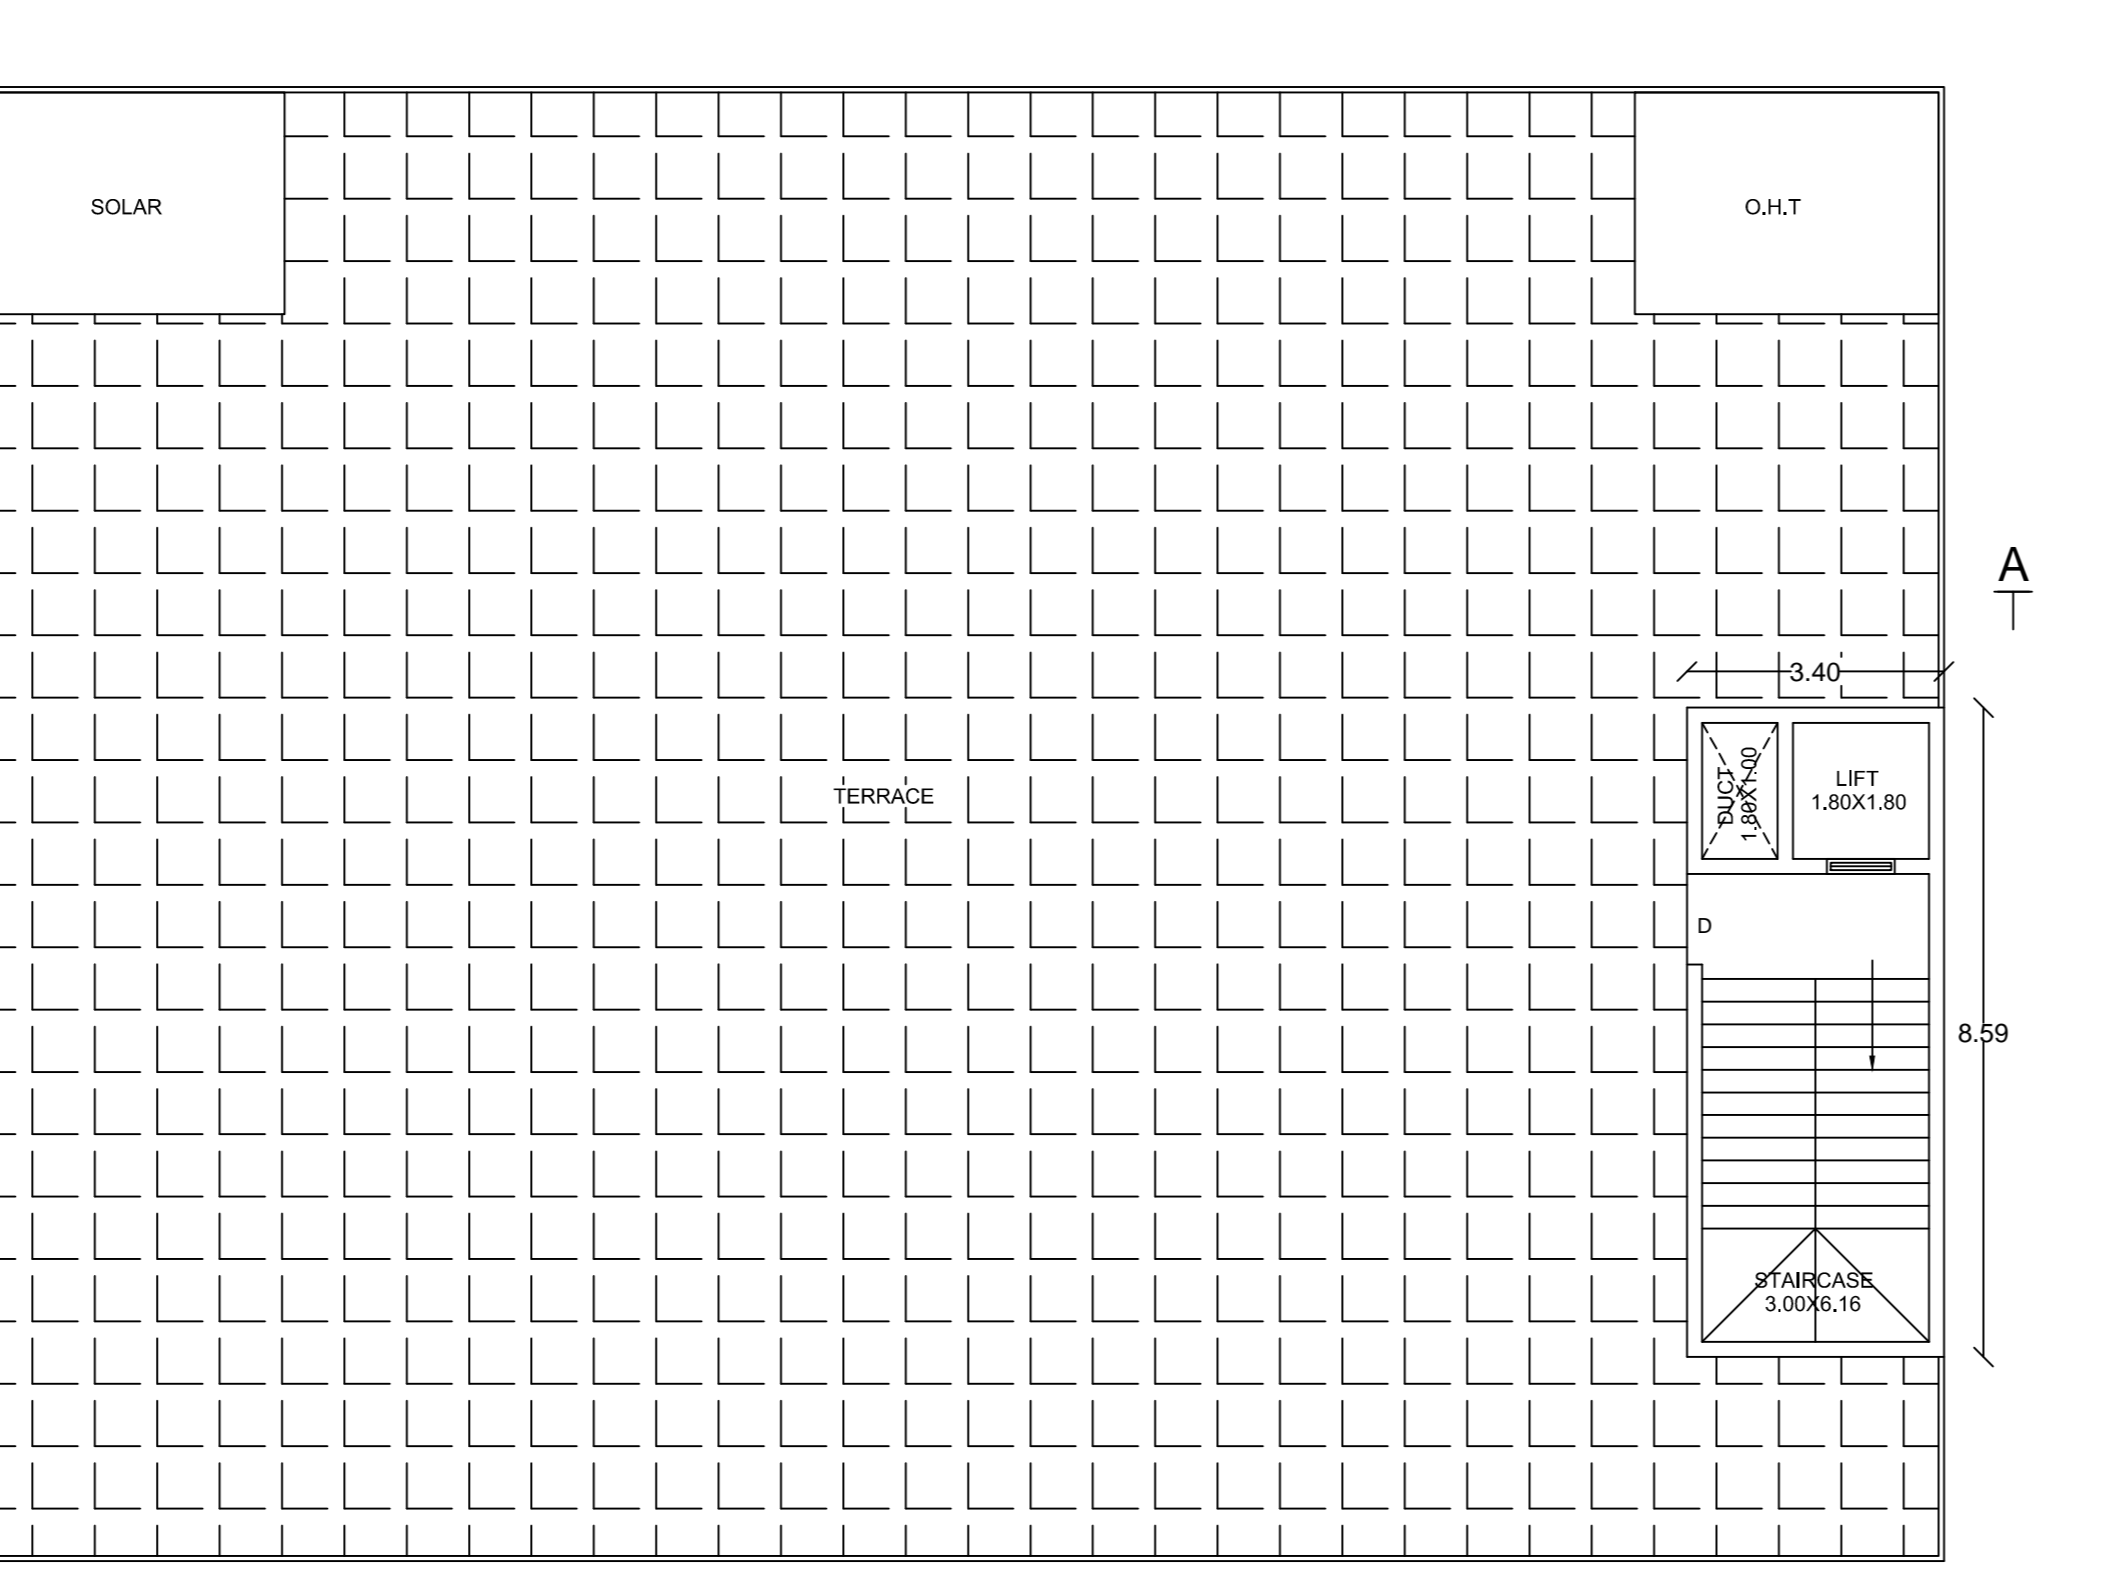 SOLAR
O.H.T
A
3.40
DUCT
1.80X1.00
LIFT
1.80X1.80
TERRACE
D
8.59
STAIRCASE
3.00X6.16